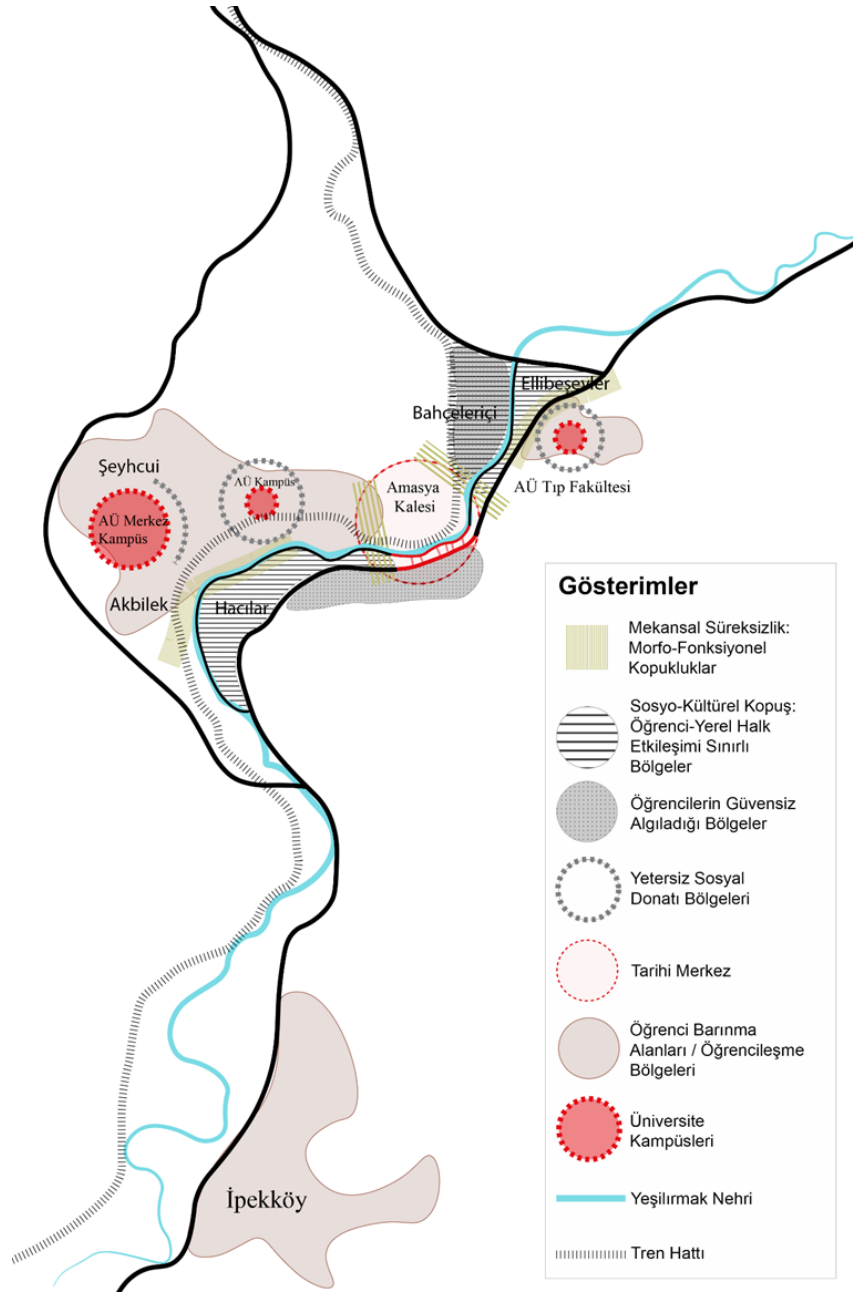 Ellibeşevler
Bahçeleriçi
Şeyhcui
AÜ Kampüs
Amasya
Kalesi
AÜ Tıp Fakültesi
AÜ Merkez
Kampüs
Akbilek
Hacılar
İpekköy
Gösterimler
Mekansal Süreksizlik:
Morfo-Fonksiyonel
Kopukluklar
Sosyo-Kültürel Kopuş:
Öğrenci-Yerel Halk
Etkileşimi Sınırlı
Bölgeler
Öğrencilerin Güvensiz
Algıladığı Bölgeler
Yetersiz Sosyal
Donatı Bölgeleri
Tarihi Merkez
Öğrenci Barınma
Alanları / Öğrencileşme
Bölgeleri
Üniversite
Kampüsleri
Yeşilırmak Nehri
Tren Hattı